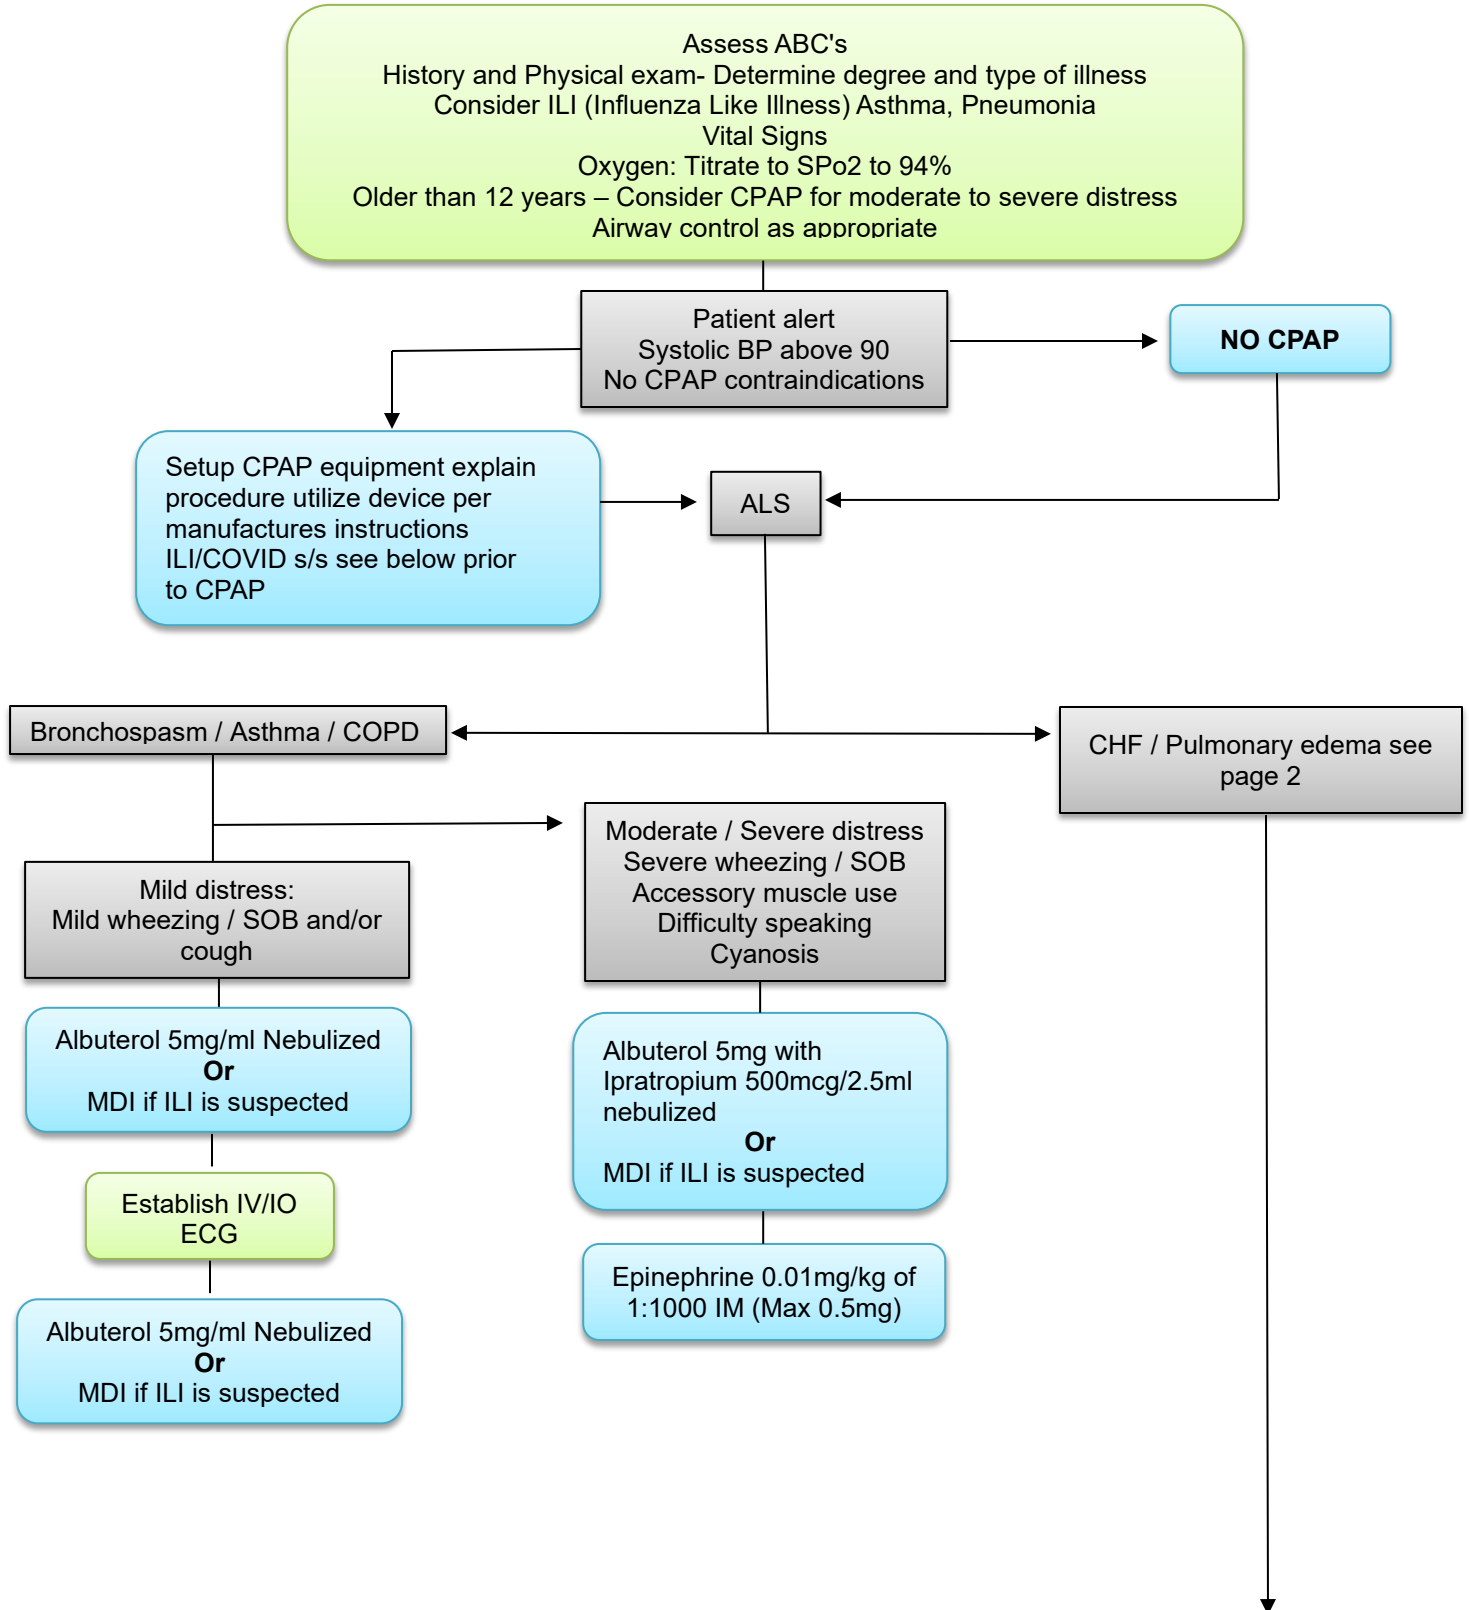 Assess ABC's
History and Physical exam- Determine degree and type of illness
Consider ILI (Influenza Like Illness) Asthma, Pneumonia
Vital Signs
Oxygen: Titrate to SPo2 to 94%
Older than 12 years – Consider CPAP for moderate to severe distress
Airway control as appropriate
Patient alert
Systolic BP above 90
No CPAP contraindications
NO CPAP
Setup CPAP equipment explain
procedure utilize device per
manufactures instructions
ILI/COVID s/s see below prior
to CPAP
ALS
Bronchospasm / Asthma / COPD
CHF / Pulmonary edema see
page 2
Mild distress:
Mild wheezing / SOB and/or
cough
Moderate / Severe distress
Severe wheezing / SOB
Accessory muscle use
Difficulty speaking
Cyanosis
Albuterol 5mg/ml Nebulized
Or
MDI if ILI is suspected
Albuterol 5mg with
Ipratropium 500mcg/2.5ml
nebulized
Or
MDI if ILI is suspected
Establish IV/IO
ECG
Epinephrine 0.01mg/kg of
1:1000 IM (Max 0.5mg)
Albuterol 5mg/ml Nebulized
Or
MDI if ILI is suspected